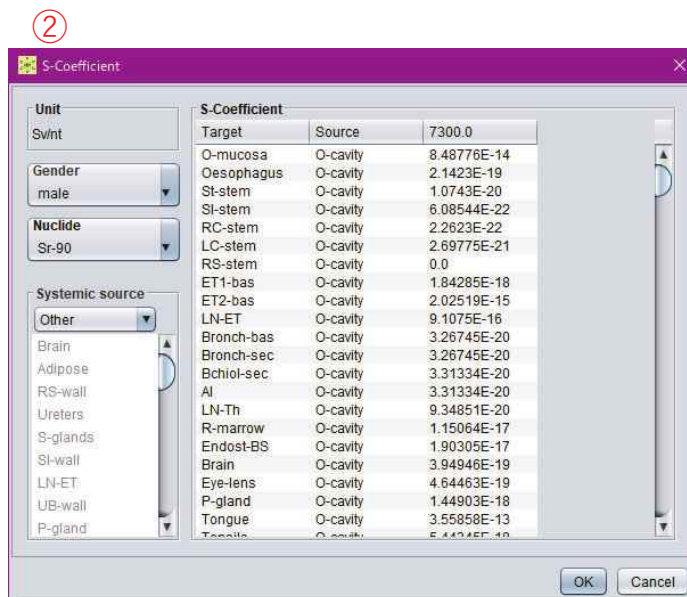 ②
S-Coefficient
Unit
Sv/nt
Gender
male
Nuclide
Sr-90
Systemic source
Other
Brain
Adipose
RS-wall
Ureters
S-glands
SI-wall
LN-ET
UB-wall
P-gland
S-Coefficient
Target Source 7300.0
O-mucosa O-cavity 8.48776E-14
Oesophagus O-cavity 2.1423E-19
St-stem O-cavity 1.0743E-20
SI-stem O-cavity 6.08544E-22
RC-stem O-cavity 2.2623E-22
LC-stem O-cavity 2.69775E-21
RS-stem O-cavity 0.0
ET1-bas O-cavity 1.84285E-18
ET2-bas O-cavity 2.02519E-15
LN-ET O-cavity 9.1075E-16
Bronch-bas O-cavity 3.26745E-20
Bronch-sec O-cavity 3.26745E-20
Bchiol-sec O-cavity 3.31334E-20
AI O-cavity 3.31334E-20
LN-Th O-cavity 9.34851E-20
R-marrow O-cavity 1.15064E-17
Endost-BS O-cavity 1.90305E-17
Brain O-cavity 3.94946E-19
Eye-lens O-cavity 4.64463E-19
P-gland O-cavity 1.44903E-18
Tongue O-cavity 3.55858E-13
OK Cancel